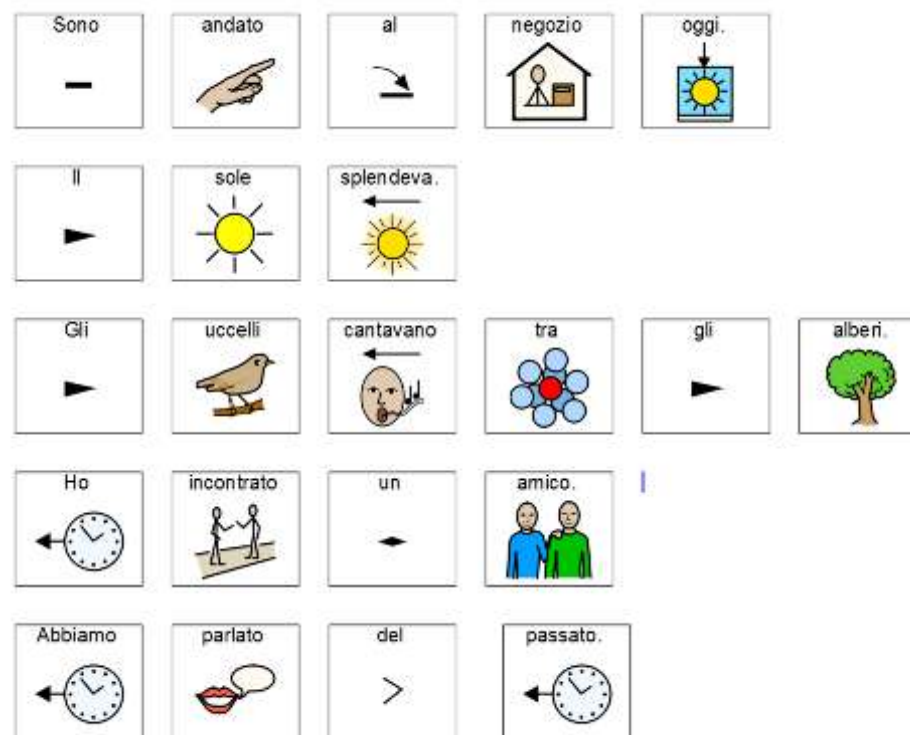 Sono andato al negozio oggi.
Il sole splendeva.
Gli uccelli cantavano tra gli alberi.
Ho incontrato un amico.
Abbiamo parlato del passato.